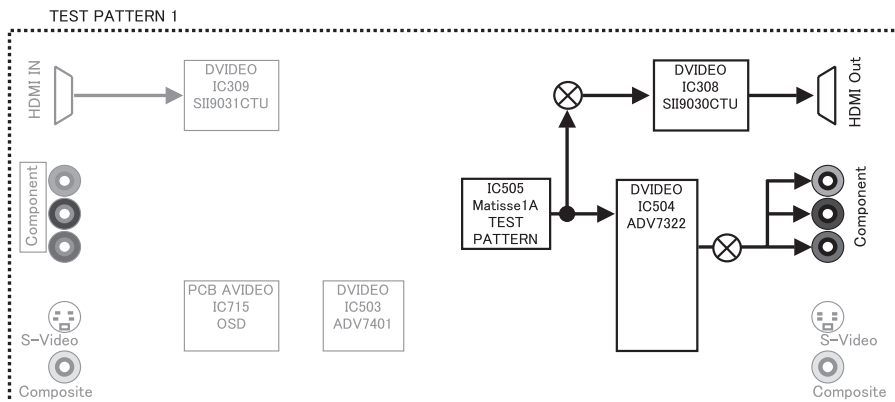 TEST PATTERN 1
HDMI IN
DVIDEO
IC309
SII9031CTU
DVIDEO
IC308
SII9030CTU
HDMI Out
Component
IC505
Matisse1A
TEST
PATTERN
DVIDEO
IC504
ADV7322
Component
PCB AVIDEO
IC715
OSD
DVIDEO
IC503
ADV7401
S-Video
S-Video
Composite
Composite